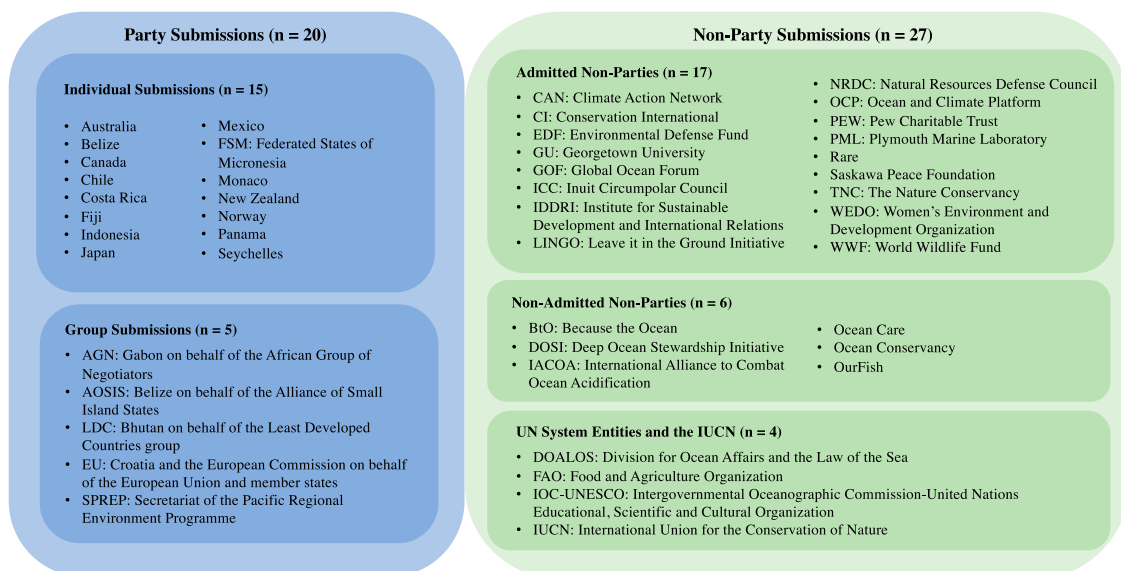 Party Submissions (n = 20)
Individual Submissions (n = 15)
• Australia
• Belize
• Canada
• Chile
• Costa Rica
• Fiji
• Indonesia
• Japan
• Mexico
• FSM: Federated States of
Micronesia
• Monaco
• New Zealand
• Norway
• Panama
• Seychelles
Group Submissions (n = 5)
• AGN: Gabon on behalf of the African Group of
Negotiators
• AOSIS: Belize on behalf of the Alliance of Small
Island States
• LDC: Bhutan on behalf of the Least Developed
Countries group
• EU: Croatia and the European Commission on behalf
of the European Union and member states
• SPREP: Secretariat of the Pacific Regional
Environment Programme
Non-Party Submissions (n = 27)
Admitted Non-Parties (n = 17)
• CAN: Climate Action Network
• CI: Conservation International
• EDF: Environmental Defense Fund
• GU: Georgetown University
• GOF: Global Ocean Forum
• ICC: Inuit Circumpolar Council
• IDDRI: Institute for Sustainable
Development and International Relations
• LINGO: Leave it in the Ground Initiative
• NRDC: Natural Resources Defense Council
• OCP: Ocean and Climate Platform
• PEW: Pew Charitable Trust
• PML: Plymouth Marine Laboratory
• Rare
• Saskawa Peace Foundation
• TNC: The Nature Conservancy
• WEDO: Women's Environment and
Development Organization
• WWF: World Wildlife Fund
Non-Admitted Non-Parties (n = 6)
• BtO: Because the Ocean
• DOSI: Deep Ocean Stewardship Initiative
• IACOA: International Alliance to Combat
Ocean Acidification
• Ocean Care
• Ocean Conservancy
• OurFish
UN System Entities and the IUCN (n = 4)
• DOALOS: Division for Ocean Affairs and the Law of the Sea
• FAO: Food and Agriculture Organization
• IOC-UNESCO: Intergovernmental Oceanographic Commission-United Nations
Educational, Scientific and Cultural Organization
• IUCN: International Union for the Conservation of Nature